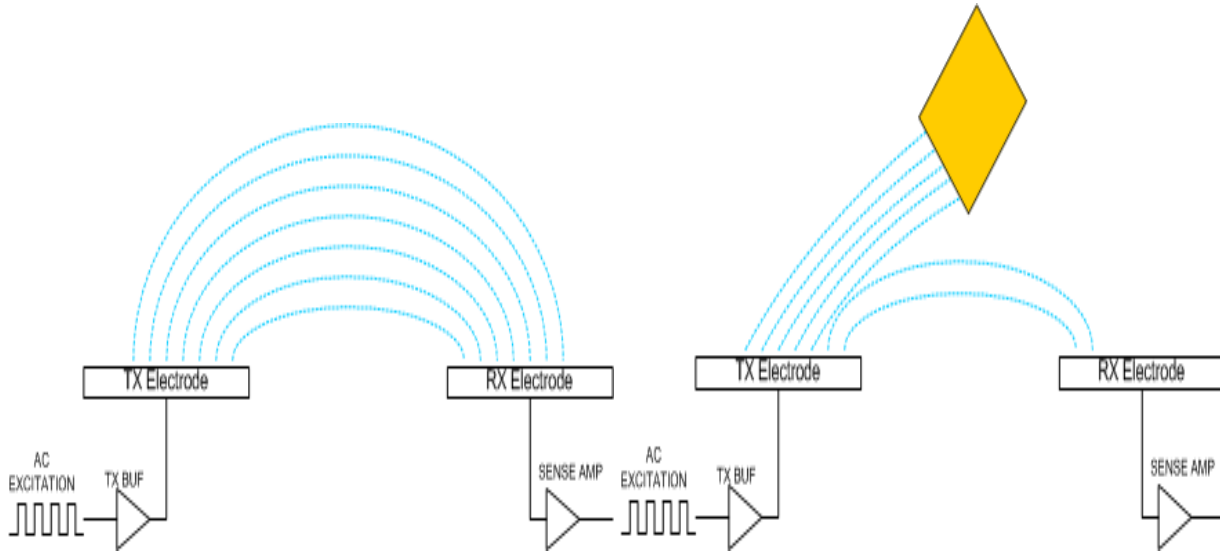 TX Electrode
RX Electrode
AC
EXCITATION
TX BUF
SENSE AMP
TX Electrode
RX Electrode
AC
EXCITATION
TX BUF
SENSE AMP